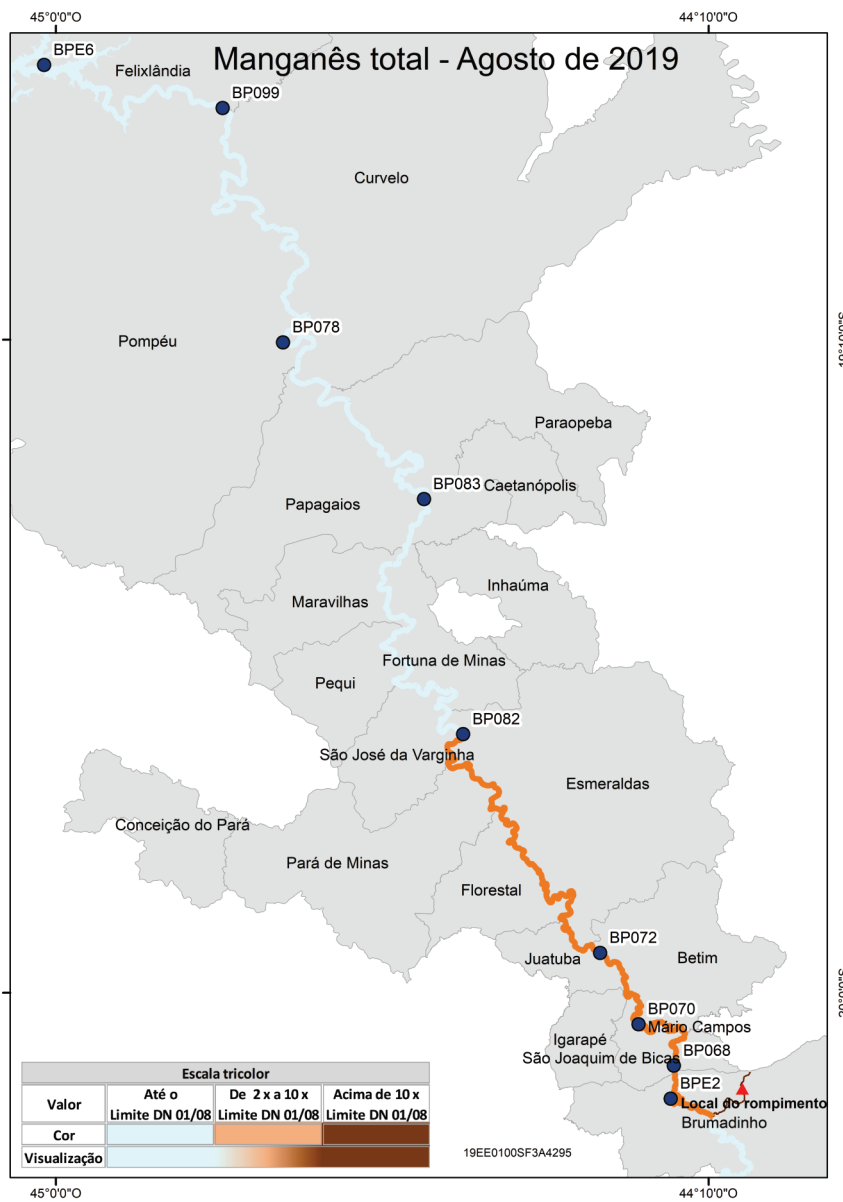 45°0'0"O
44°10'0"O
Manganês total - Agosto de 2019
BPE6
Felixlândia
BP099
Curvelo
BP078
Pompéu
Paraopeba
BP083
Caetanópolis
Papagaios
Inhaúma
Maravilhas
Fortuna de Minas
Pequi
BP082
São José da Varginha
Esmeraldas
Conceição do Pará
Pará de Minas
Florestal
BP072
Juatuba
Betim
BP070
Mário Campos
Igarapé
BP068
São Joaquim de Bicas
BPE2
Local do rompimento
Brumadinho
Escala tricolor
Valor
Até o Limite DN 01/08
De 2 x a 10 x Limite DN 01/08
Acima de 10 x Limite DN 01/08
Cor
Visualização
19EE0100SF3A4295
45°0'0"O
44°10'0"O